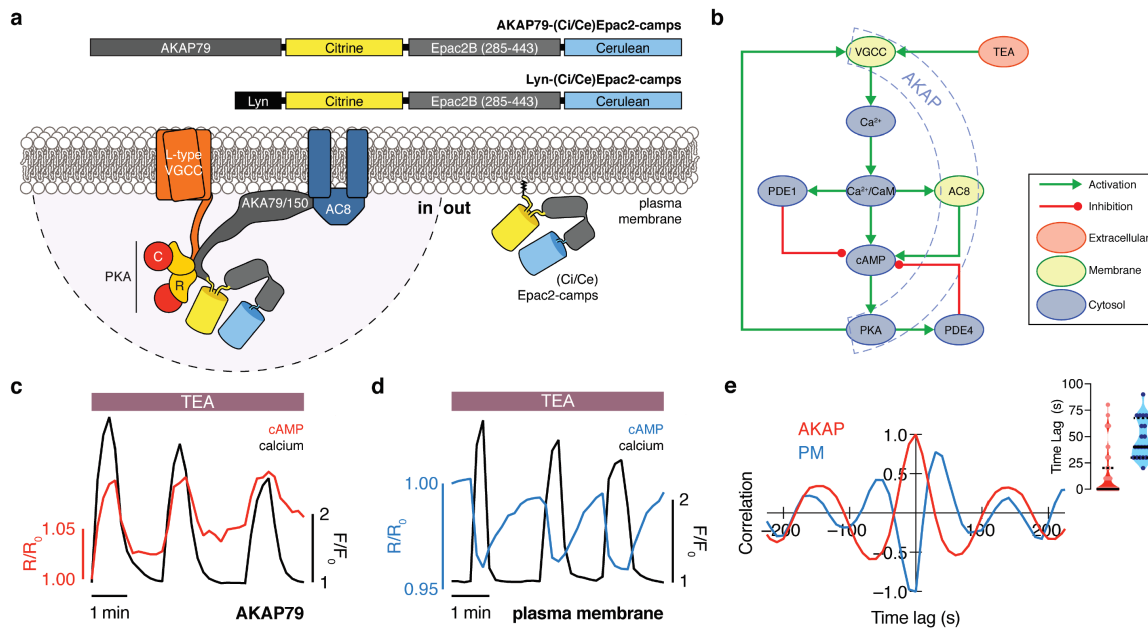 a
AKAP79-(Ci/Ce)Epac2-camps
AKAP79 Citrine Epac2B (285-443) Cerulean
Lyn-(Ci/Ce)Epac2-camps
Lyn Citrine Epac2B (285-443) Cerulean
L-type
VGCC
AKA79/150
AC8
in out
plasma
membrane
PKA
C
R
(Ci/Ce)
Epac2-camps
b
VGCC
TEA
AKAP
Ca²⁺
PDE1
Ca²⁺/CaM
AC8
cAMP
PKA
PDE4
Activation
Inhibition
Extracellular
Membrane
Cytosol
c
TEA
cAMP
calcium
R/R₀
1.05
1.00
2
1
F/F₀
1 min
AKAP79
d
TEA
cAMP
calcium
R/R₀
1.00
0.95
2
1
F/F₀
1 min
plasma membrane
e
AKAP
PM
Correlation
1.0
0.5
-0.5
-1.0
-200
-100
100
200
Time lag (s)
Time Lag (s)
100
75
50
25
0